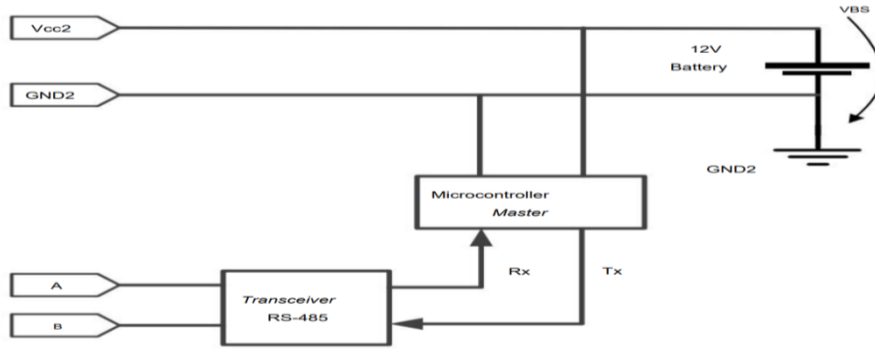 Vcc2
VBS
12V
Battery
GND2
GND2
Microcontroller
Master
Rx
Tx
A
Transceiver
RS-485
B